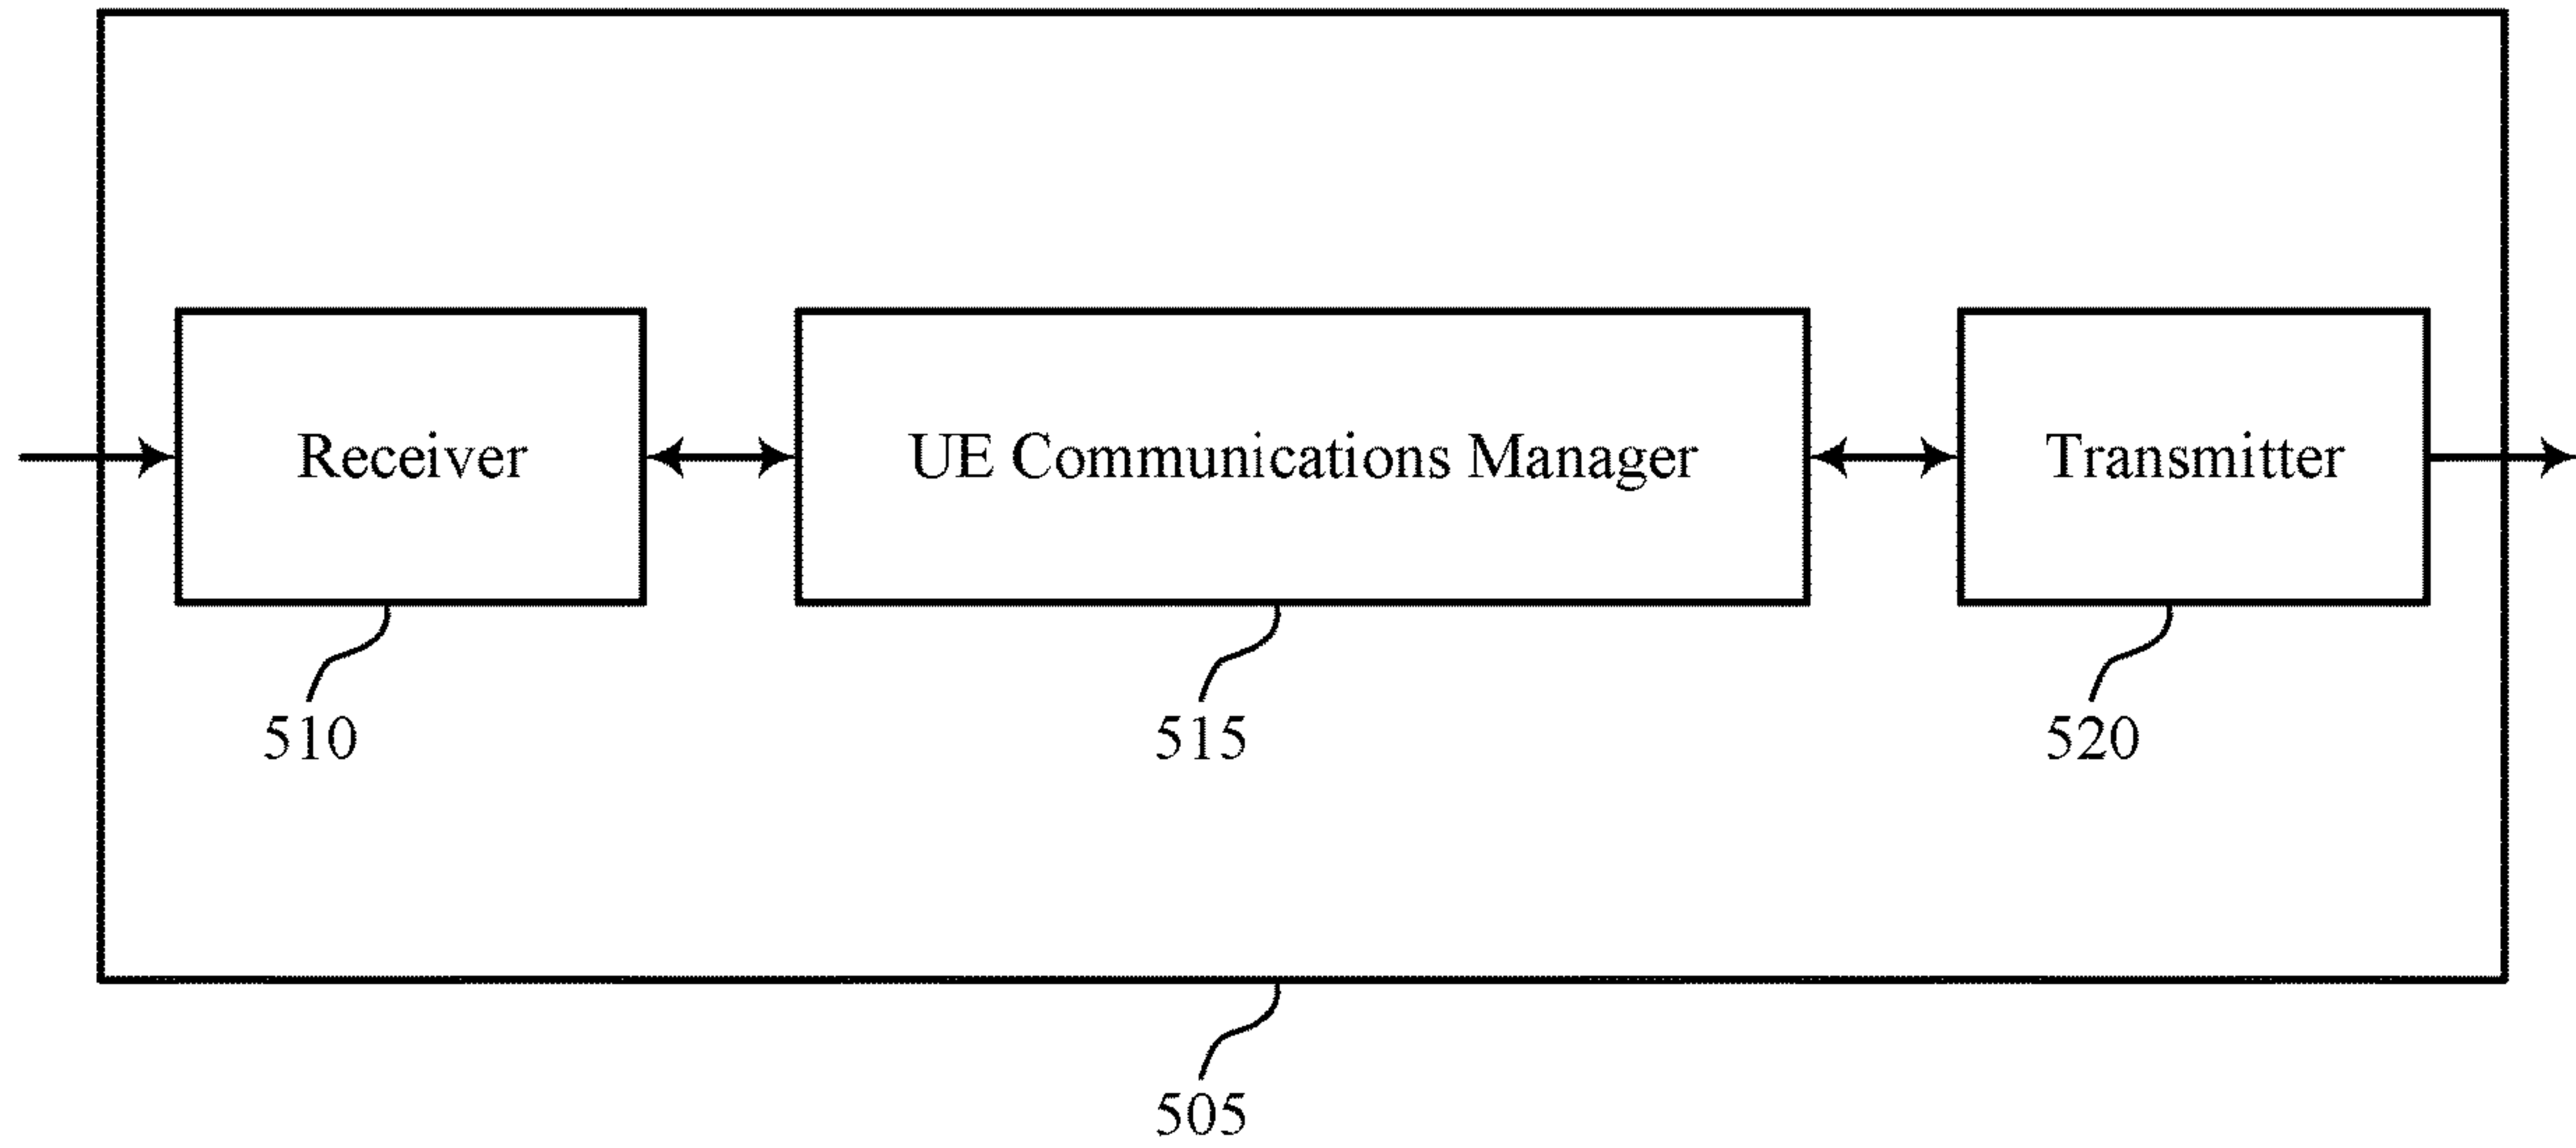 Receiver
UE Communications Manager
Transmitter
510
515
520
505